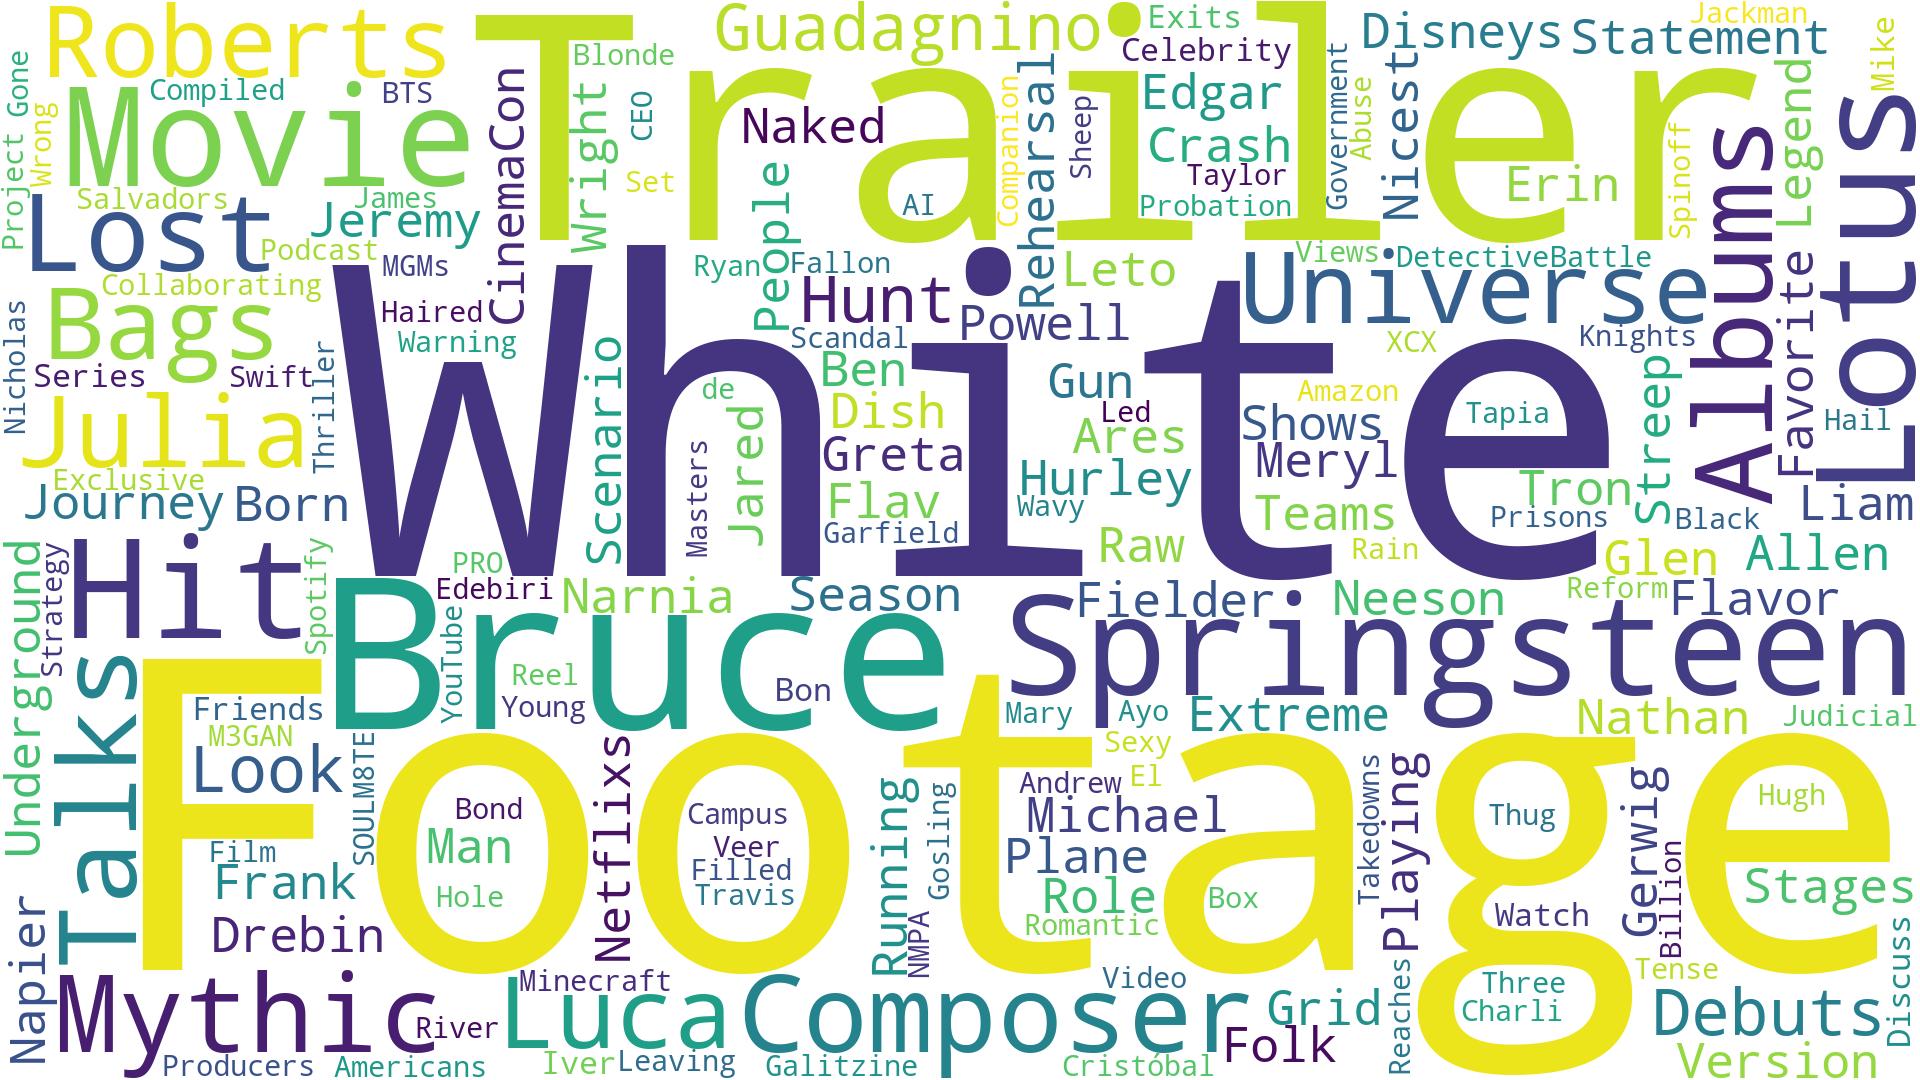 Roberts
Trailer
Guadagnino
Exits
Disneys
Statement
Jackman
Mike
Blonde
Celebrity
Movie
Compiled
BTS
CinemaCon
Wright
CEO
Naked
Rehearsal
Companion
Sheep
Edgar
Crash
Government
Abuse
Nicest
Legend
Lotus
Project
Gone
Wrong
Salvadors
James
Set
People
AI
Taylor
Probation
Erin
Spinoff
Albums
Lost
Jeremy
Podcast
MGMs
Ryan
Fallon
Leto
Views
DetectiveBattle
Universe
Favorite
Collaborating
Bags
Haired
Warning
White
Hunt
Powell
Scandal
XCX
Knights
Nicholas
Series
Swift
Thriller
Scenario
de
Ben
Gun
Amazon
Streep
Julia
Dish
Led
Shows
Tapia
Hail
Exclusive
Masters
Jared
Greta
Ares
Meryl
Journey
Born
Flav
Hurley
Wavy
Teams
Tron
Liam
Garfield
Raw
Prisons
Black
Rain
Glen
Allen
Underground
Strategy
Hit
Spotify
PRO
Edebiri
Narnia
Season
Fielder
Neeson
Reform
Flavor
Bruce
Springsteen
YouTube
Reel
Young
Bon
Talks
Friends
M3GAN
Mary
Ayo
Extreme
Nathan
Judicial
Look
SOULM8TE
Footage
Netflixs
Sexy
El
Andrew
Michael
Takedowns
Playing
Gerwig
Hugh
Bond
Campus
Running
Gosling
Thug
Man
Veer
Film
Filled
Plane
Billion
Frank
Hole
Travis
Role
Box
Stages
Napier
Drebin
NMPA
Romantic
Watch
Discuss
Mythic
Minecraft
Video
Reaches
Tense
River
Luca
Composer
Grid
Three
Charli
Debuts
Producers
Americans
Iver
Leaving
Galitzine
Cristóbal
Folk
Version